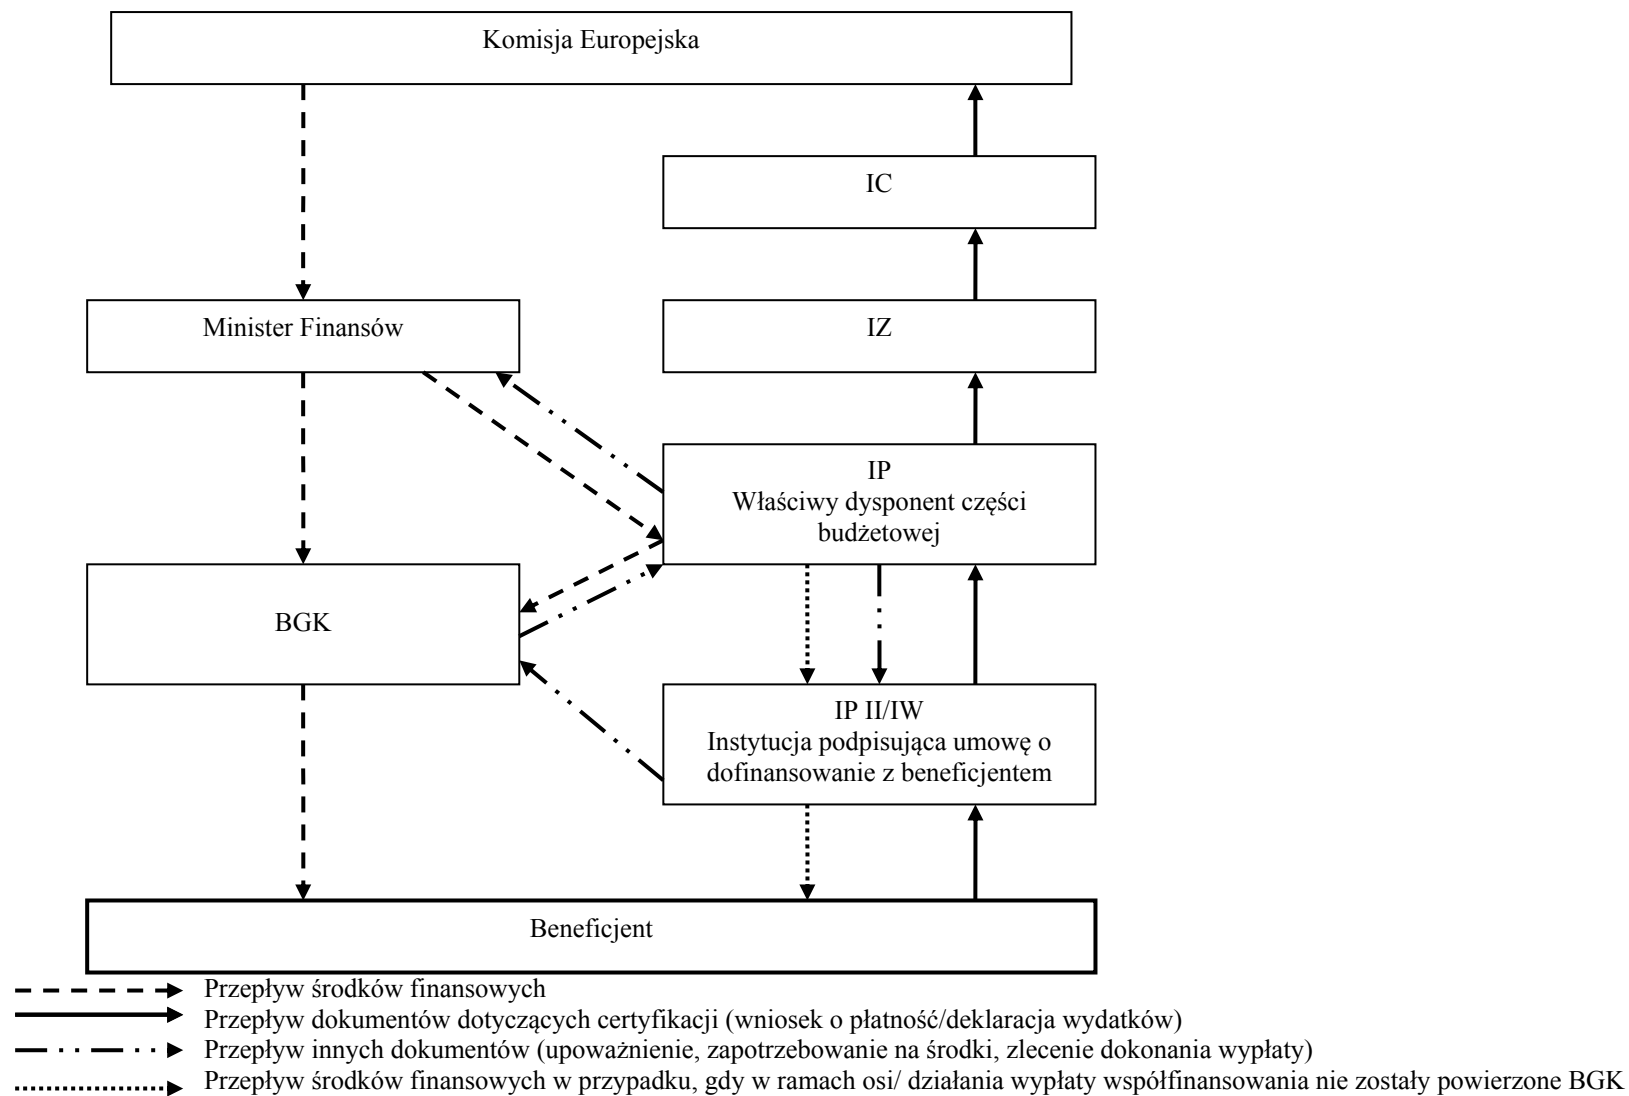 Komisja Europejska
IC
Minister Finansów
IZ
IP
Właściwy dysponent części
budżetowej
BGK
IP II/IW
Instytucja podpisująca umowę o
dofinansowanie z beneficjentem
Beneficjent
Przepływ środków finansowych
Przepływ dokumentów dotyczących certyfikacji (wniosek o płatność/deklaracja wydatków)
Przepływ innych dokumentów (upoważnienie, zapotrzebowanie na środki, zlecenie dokonania wypłaty)
Przepływ środków finansowych w przypadku, gdy w ramach osi/ działania wypłaty współfinansowania nie zostały powierzone BGK